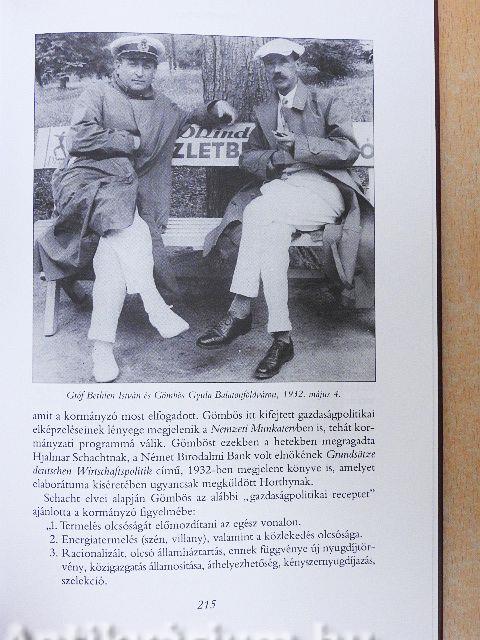 Mind
ZLETB
Ó
Gróf Bethlen István és Gömbös Gyula Balatonföldváron, 1932. május 4.
amit a kormányzó most elfogadott. Gömbös itt kifejtett gazdaságpolitikai
elképzeléseinek lényege megjelenik a Nemzeti Munkatervben is, tehát kor-
mányzati programmá válik. Gömböst ezekben a hetekben megragadta
Hjalmar Schachtnak, a Német Birodalmi Bank volt elnökének Grundsätze
deutschen Wirtschaftspolitik című, 1932-ben megjelent könyve is, amelyet
elaborátuma kíséretében ugyancsak megküldött Horthynak.
Schacht elvei alapján Gömbös az alábbi „gazdaságpolitikai receptet"
ajánlotta a kormányzó figyelmébe:
„1. Termelés olcsóságát előmozdítani az egész vonalon.
2. Energiatermelés (szén, villany), valamint a közlekedés olcsósága.
3. Racionalizált, olcsó államháztartás, ennek függvénye új nyugdíjtör-
vény, közigazgatás államosítása, áthelyezhetőség, kényszernyugdíjazás,
szelekció.
215